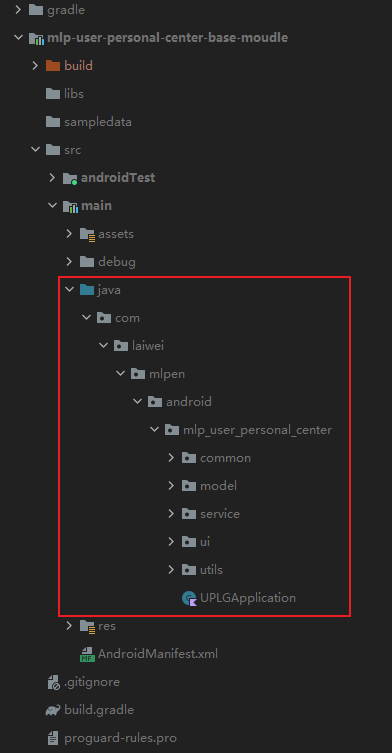 gradle
mlp-user-personal-center-base-moudle
build
libs
sampledata
src
androidTest
main
assets
debug
java
com
laiwei
mlpen
android
mlp_user_personal_center
common
model
service
ui
utils
UPLGApplication
res
AndroidManifest.xml
.gitignore
build.gradle
proguard-rules.pro